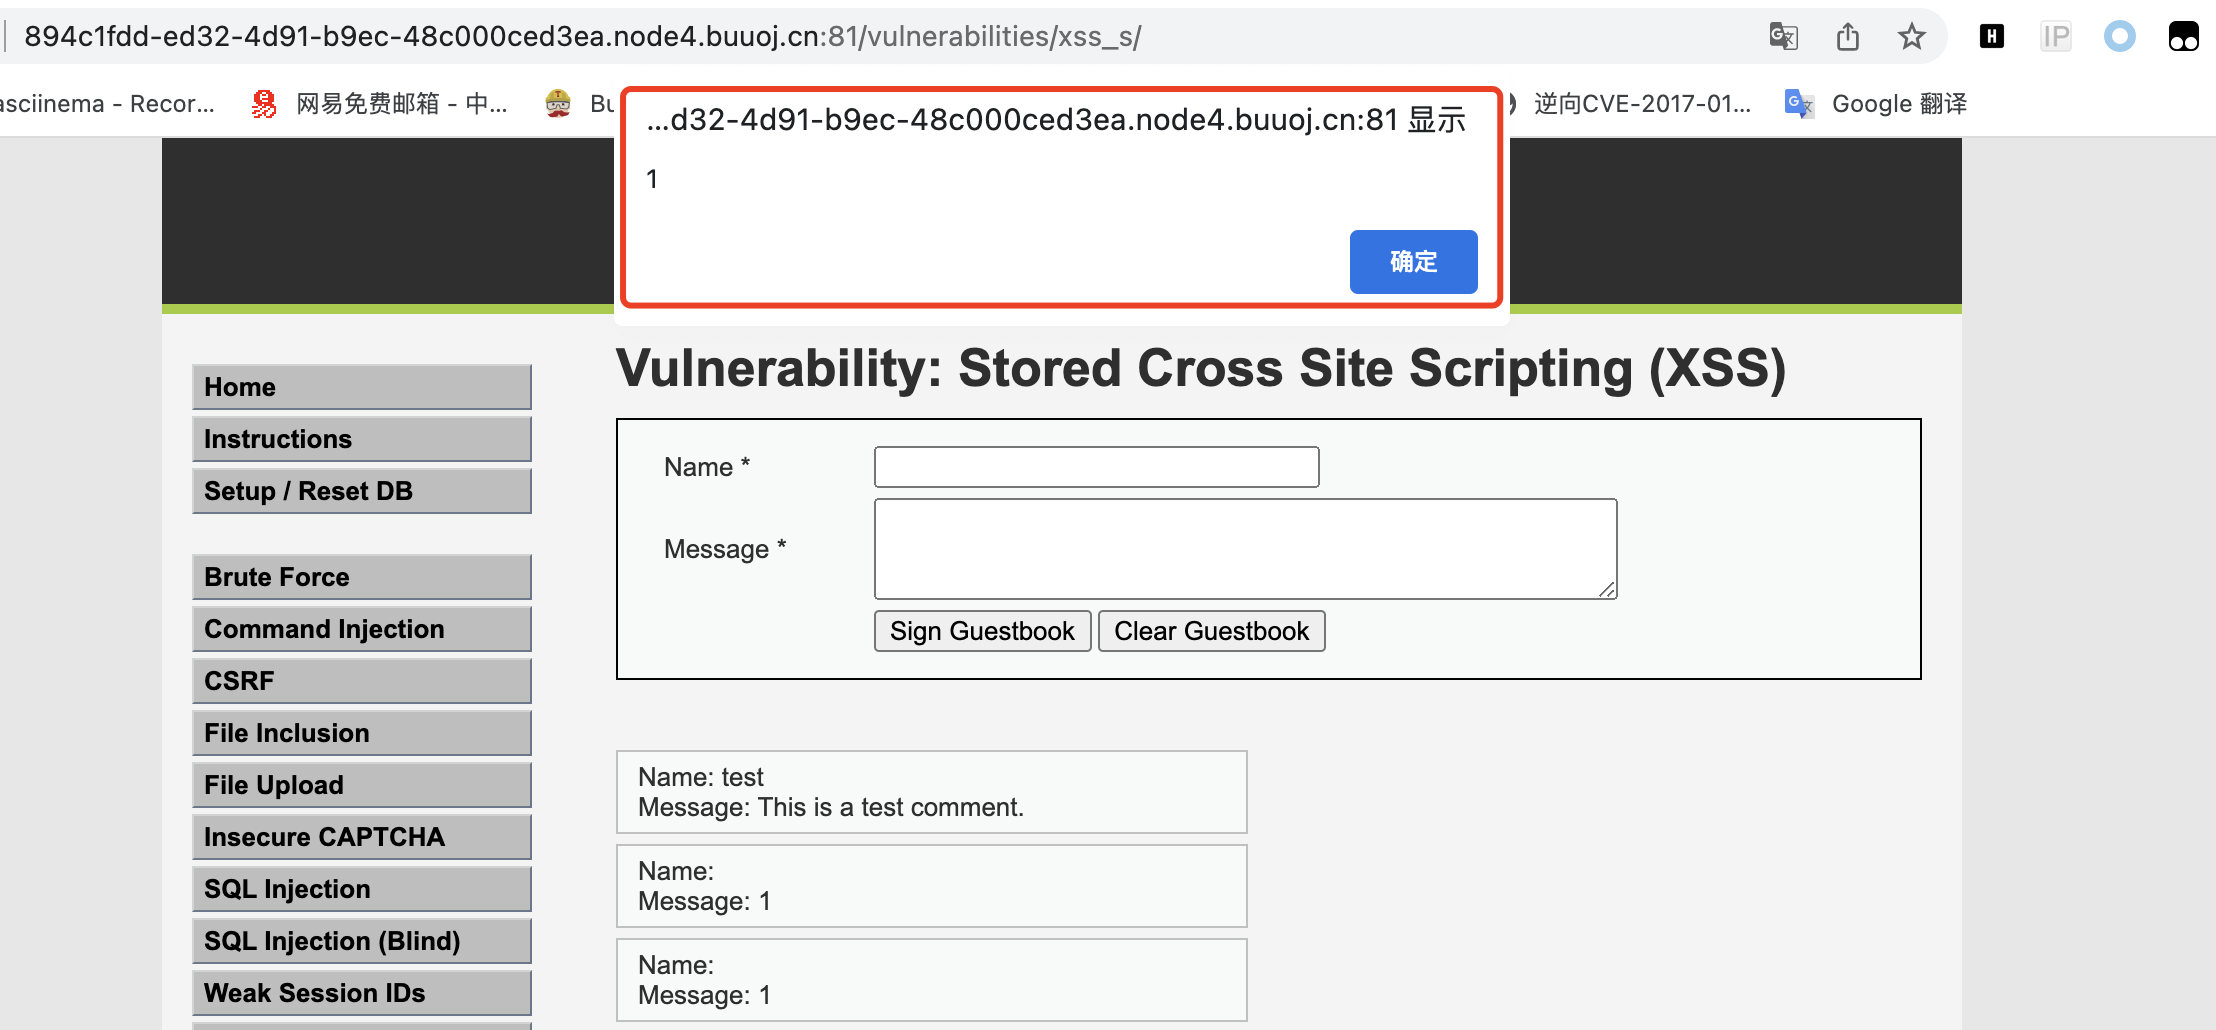 894c1fdd-ed32-4d91-b9ec-48c000ced3ea.node4.buuoj.cn:81/vulnerabilities/xss_s/
IP
asciinema - Recor...
网易免费邮箱 - 中...
Bu
逆向CVE-2017-01...
Google 翻译
...d32-4d91-b9ec-48c000ced3ea.node4.buuoj.cn:81 显示
1
确定
Vulnerability: Stored Cross Site Scripting (XSS)
Home
Instructions
Setup / Reset DB
Brute Force
Command Injection
CSRF
File Inclusion
File Upload
Insecure CAPTCHA
SQL Injection
SQL Injection (Blind)
Weak Session IDs
Name *
Message *
Sign Guestbook
Clear Guestbook
Name: test
Message: This is a test comment.
Name:
Message: 1
Name:
Message: 1